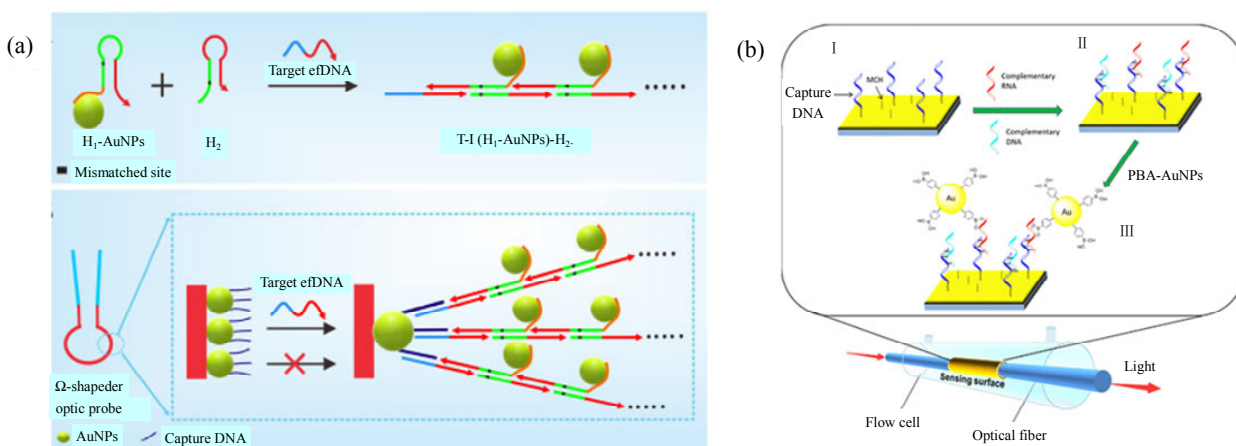 (a)
Target efDNA
H₁-AuNPs
H₂
T-I (H₁-AuNPs)-H₂.
Mismatched site
Target efDNA
Ω-shapeder
optic probe
AuNPs
Capture DNA
(b)
I
II
Capture
DNA
MCH
Complementary
RNA
Complementary
DNA
PBA-AuNPs
Au
Au
III
Sensing surface
Light
Flow cell
Optical fiber